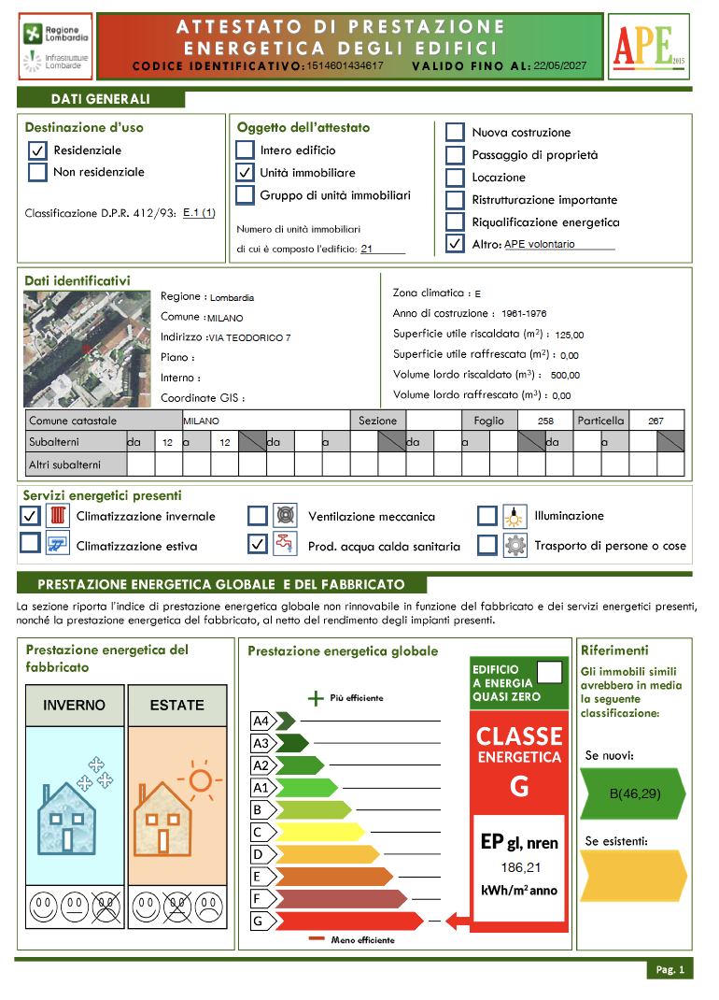 Regione
Lombardia
Infrastrutture
Lombarde
ATTESTATO DI PRESTAZIONE
ENERGETICA DEGLI EDIFICI
CODICE IDENTIFICATIVO: 1514601434617 VALIDO FINO AL: 22/05/2027
APE 2015
DATI GENERALI
Destinazione d'uso
Residenziale
Non residenziale
Classificazione D.P.R. 412/93: E.1 (1)
Oggetto dell'attestato
Intero edificio
Unità immobiliare
Gruppo di unità immobiliari
Numero di unità immobiliari
di cui è composto l'edificio: 21
Nuova costruzione
Passaggio di proprietà
Locazione
Ristrutturazione importante
Riqualificazione energetica
Altro: APE volontario
Dati identificativi
Regione : Lombardia
Comune : MILANO
Indirizzo : VIA TEODORICO 7
Piano :
Interno :
Coordinate GIS :
Zona climatica : E
Anno di costruzione : 1961-1976
Superficie utile riscaldata (m²) : 125,00
Superficie utile raffrescata (m²) : 0,00
Volume lordo riscaldato (m³) : 500,00
Volume lordo raffrescato (m³) : 0,00
Comune catastale MILANO Sezione Foglio 258 Particella 267
Subalterni da 12 a 12 da a da a da a
Altri subalterni
Servizi energetici presenti
Climatizzazione invernale
Ventilazione meccanica
Illuminazione
Climatizzazione estiva
Prod. acqua calda sanitaria
Trasporto di persone o cose
PRESTAZIONE ENERGETICA GLOBALE E DEL FABBRICATO
La sezione riporta l'indice di prestazione energetica globale non rinnovabile in funzione del fabbricato e dei servizi energetici presenti,
nonché la prestazione energetica del fabbricato, al netto del rendimento degli impianti presenti.
Prestazione energetica del
fabbricato
INVERNO
ESTATE
Prestazione energetica globale
Più efficiente
A4
A3
A2
A1
B
C
D
E
F
G
Meno efficiente
EDIFICIO
A ENERGIA
QUASI ZERO
CLASSE
ENERGETICA
G
EP gl, nren
186,21
kWh/m² anno
Riferimenti
Gli immobili simili
avrebbero in media
la seguente
classificazione:
Se nuovi:
B(46,29)
Se esistenti:
Pag. 1